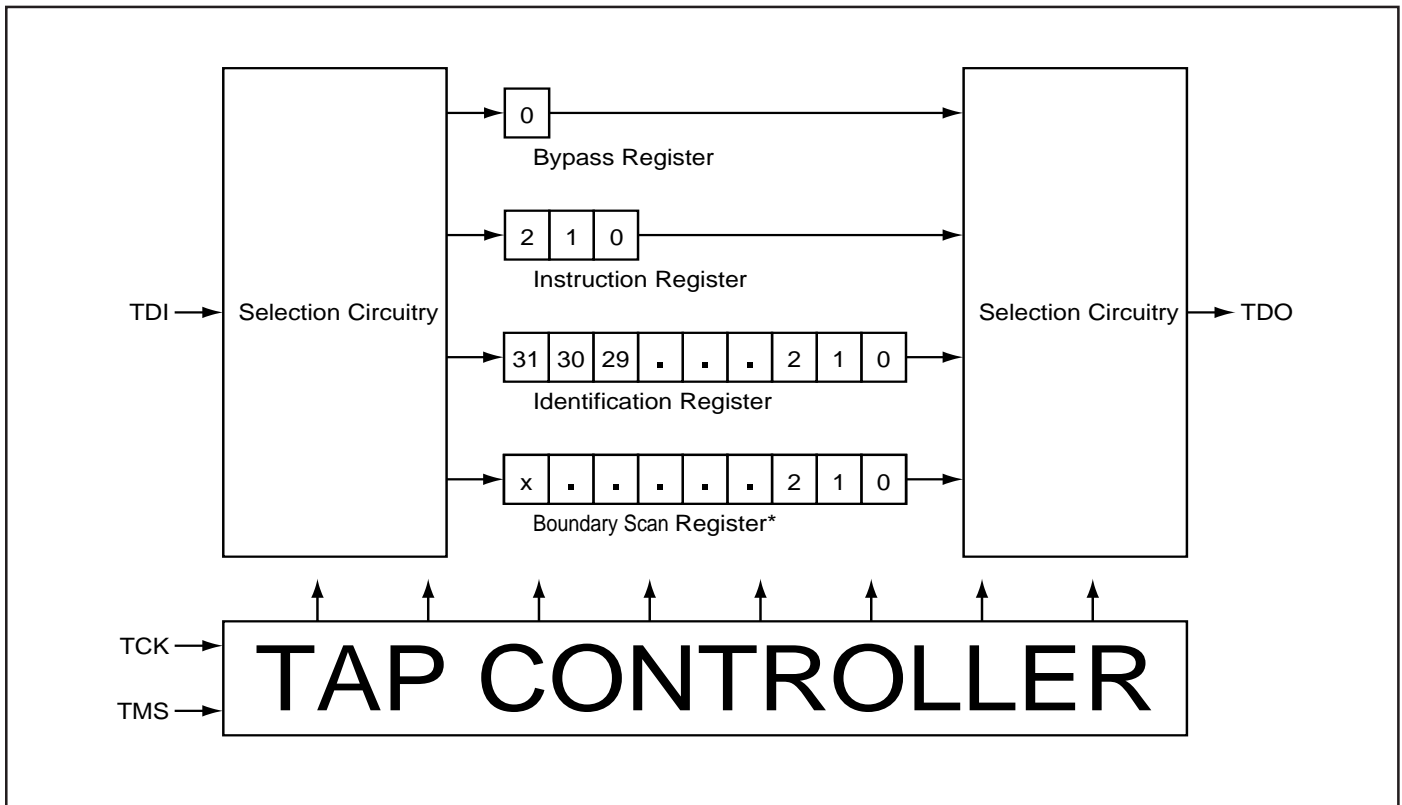 0
Bypass Register
2 1 0
Instruction Register
TDI
Selection Circuitry
Selection Circuitry
TDO
31 30 29 . . . 2 1 0
Identification Register
x . . . . . 2 1 0
Boundary Scan Register*
TCK
TMS
TAP CONTROLLER